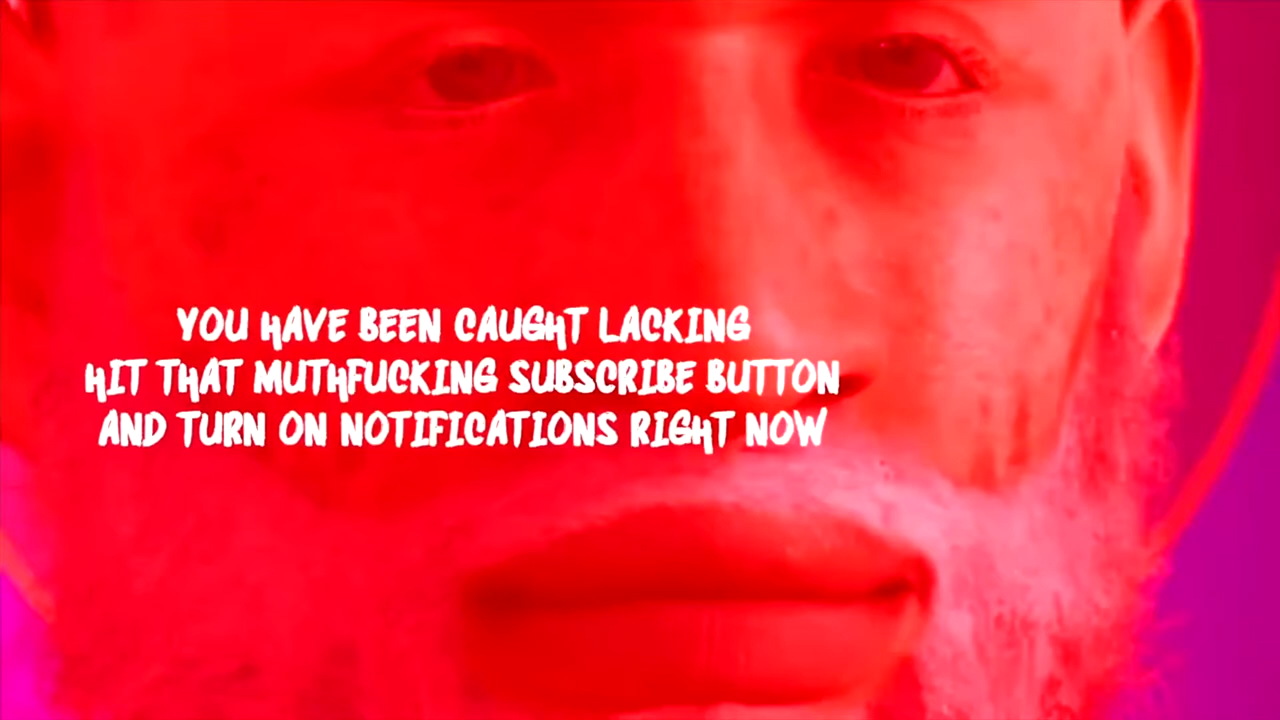 YOU HAVE BEEN CAUGHT LACKING
HIT THAT MUTHFUCKING SUBSCRIBE BUTTON
AND TURN ON NOTIFICATIONS RIGHT NOW